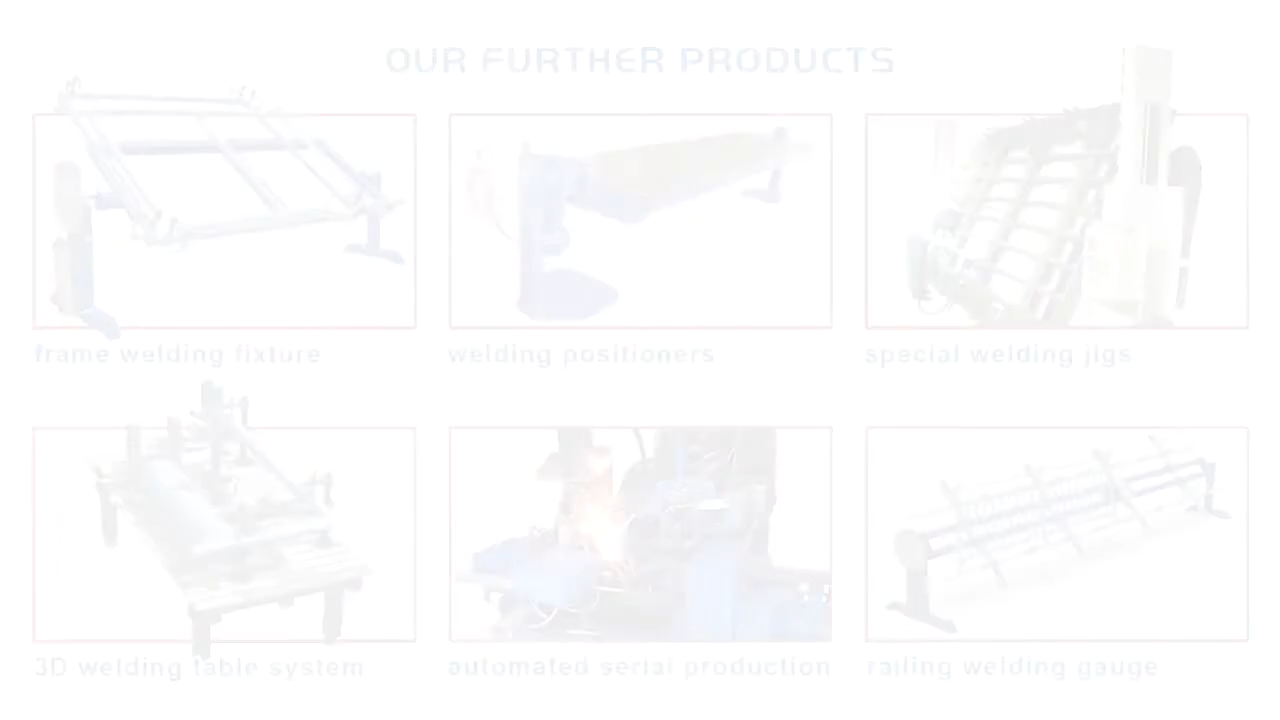 OUR FURTHER PRODUCTS
frame welding fixture
welding positioners
special welding jigs
3D welding table system
automated serial production
railing welding gauge